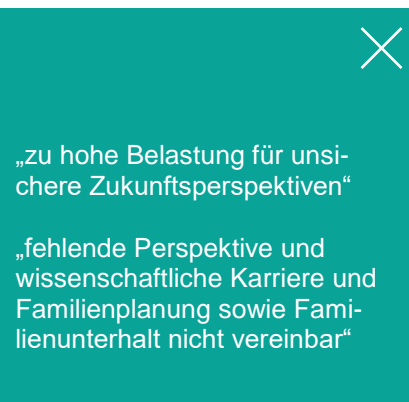 „zu hohe Belastung für unsi-
chere Zukunftsperspektiven“
„fehlende Perspektive und
wissenschaftliche Karriere und
Familienplanung sowie Fami-
lienunterhalt nicht vereinbar“